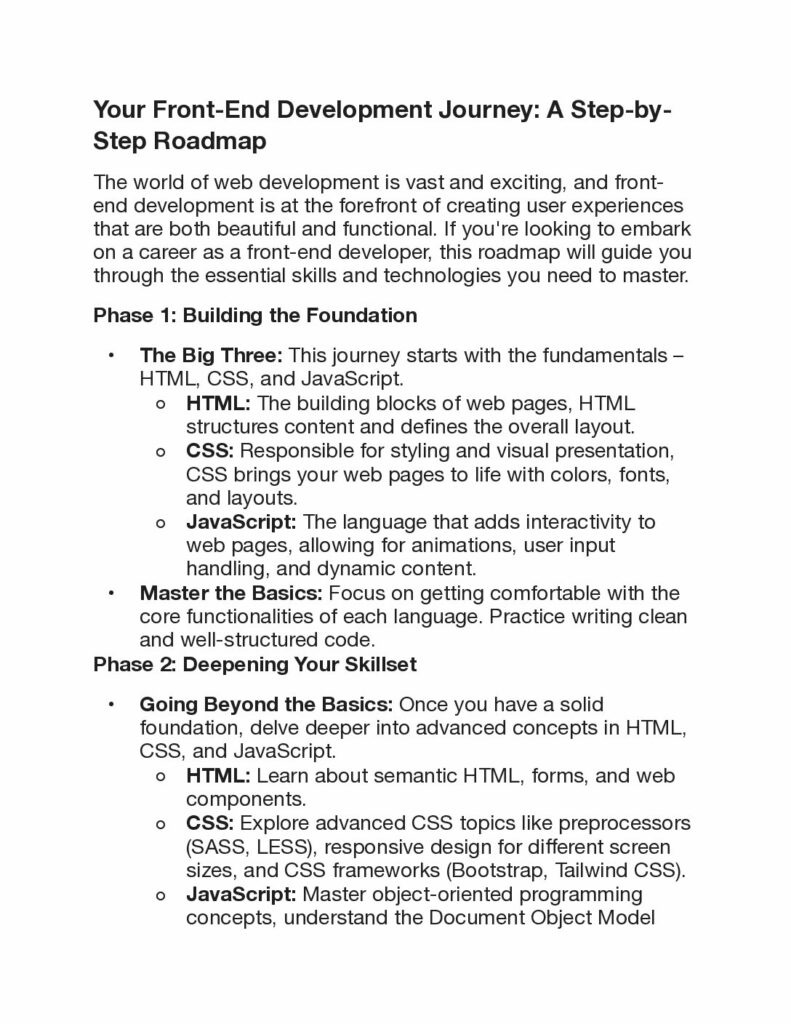 Your Front-End Development Journey: A Step-by-
Step Roadmap
The world of web development is vast and exciting, and front-
end development is at the forefront of creating user experiences
that are both beautiful and functional. If you're looking to embark
on a career as a front-end developer, this roadmap will guide you
through the essential skills and technologies you need to master.
Phase 1: Building the Foundation
• The Big Three: This journey starts with the fundamentals –
HTML, CSS, and JavaScript.
○ HTML: The building blocks of web pages, HTML
structures content and defines the overall layout.
○ CSS: Responsible for styling and visual presentation,
CSS brings your web pages to life with colors, fonts,
and layouts.
○ JavaScript: The language that adds interactivity to
web pages, allowing for animations, user input
handling, and dynamic content.
• Master the Basics: Focus on getting comfortable with the
core functionalities of each language. Practice writing clean
and well-structured code.
Phase 2: Deepening Your Skillset
• Going Beyond the Basics: Once you have a solid
foundation, delve deeper into advanced concepts in HTML,
CSS, and JavaScript.
○ HTML: Learn about semantic HTML, forms, and web
components.
○ CSS: Explore advanced CSS topics like preprocessors
(SASS, LESS), responsive design for different screen
sizes, and CSS frameworks (Bootstrap, Tailwind CSS).
○ JavaScript: Master object-oriented programming
concepts, understand the Document Object Model